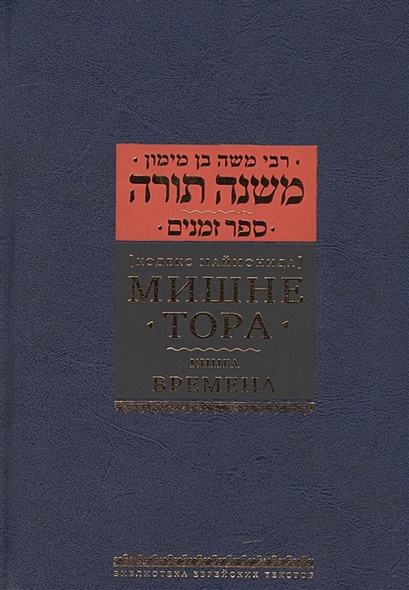 · רבי משה בן מימון ·
משנה תורה
· ספר זמנים ·
[КОДЕКС МАЙМОНИДА]
МИШНЕ
· ТОРА ·
КНИГА
ВРЕМЕНА
БИБЛИОТЕКА ЕВРЕЙСКИХ ТЕКСТОВ